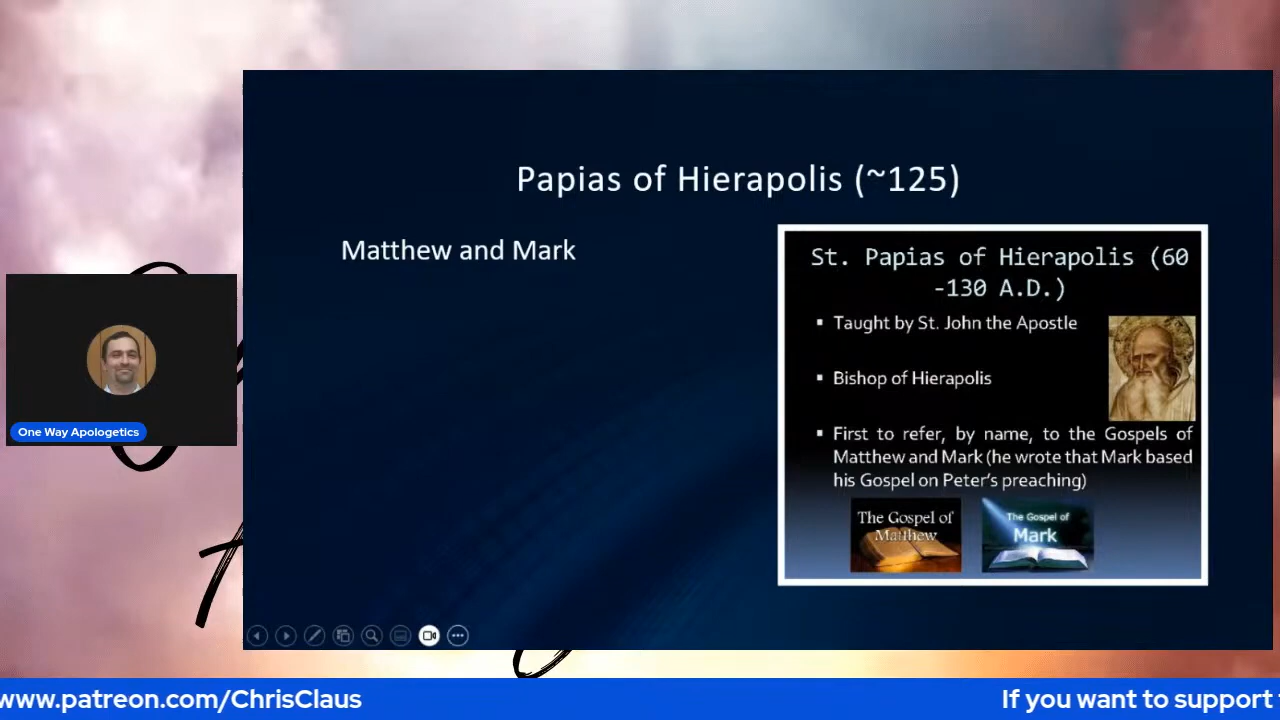 Papias of Hierapolis (~125)
Matthew and Mark
St. Papias of Hierapolis (60
-130 A.D.)
▪ Taught by St. John the Apostle
▪ Bishop of Hierapolis
▪ First to refer, by name, to the Gospels of
Matthew and Mark (he wrote that Mark based
his Gospel on Peter's preaching)
The Gospel of
Matthew
The Gospel of
Mark
One Way Apologetics
www.patreon.com/ChrisClaus
If you want to support